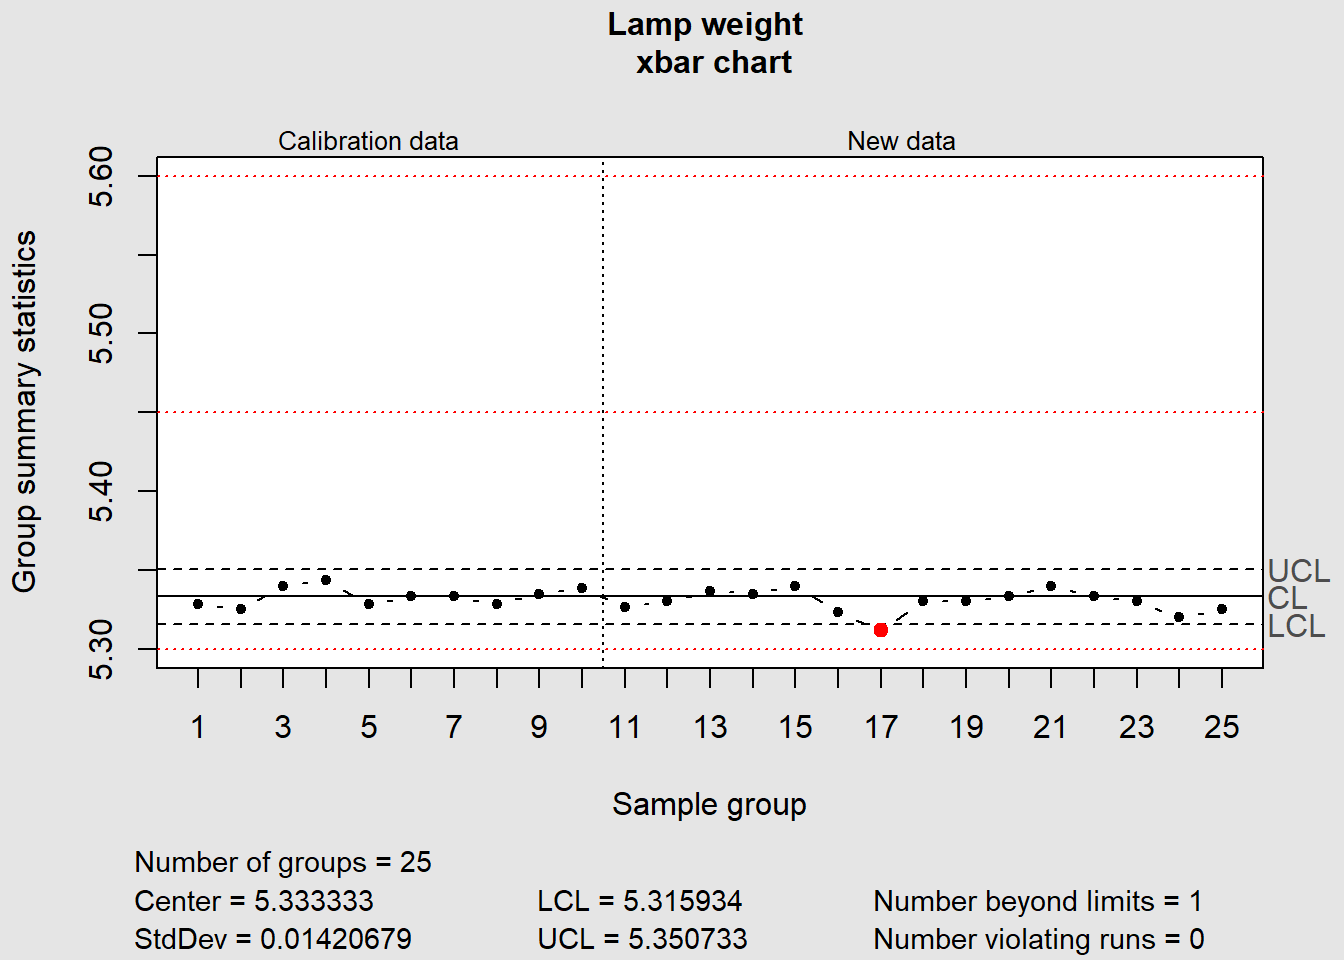 Lamp weight
xbar chart
Calibration data New data
Group summary statistics
5.60
5.50
5.40
5.30
UCL
CL
LCL
1 3 5 7 9 11 13 15 17 19 21 23 25
Sample group
Number of groups = 25
Center = 5.333333 LCL = 5.315934 Number beyond limits = 1
StdDev = 0.01420679 UCL = 5.350733 Number violating runs = 0